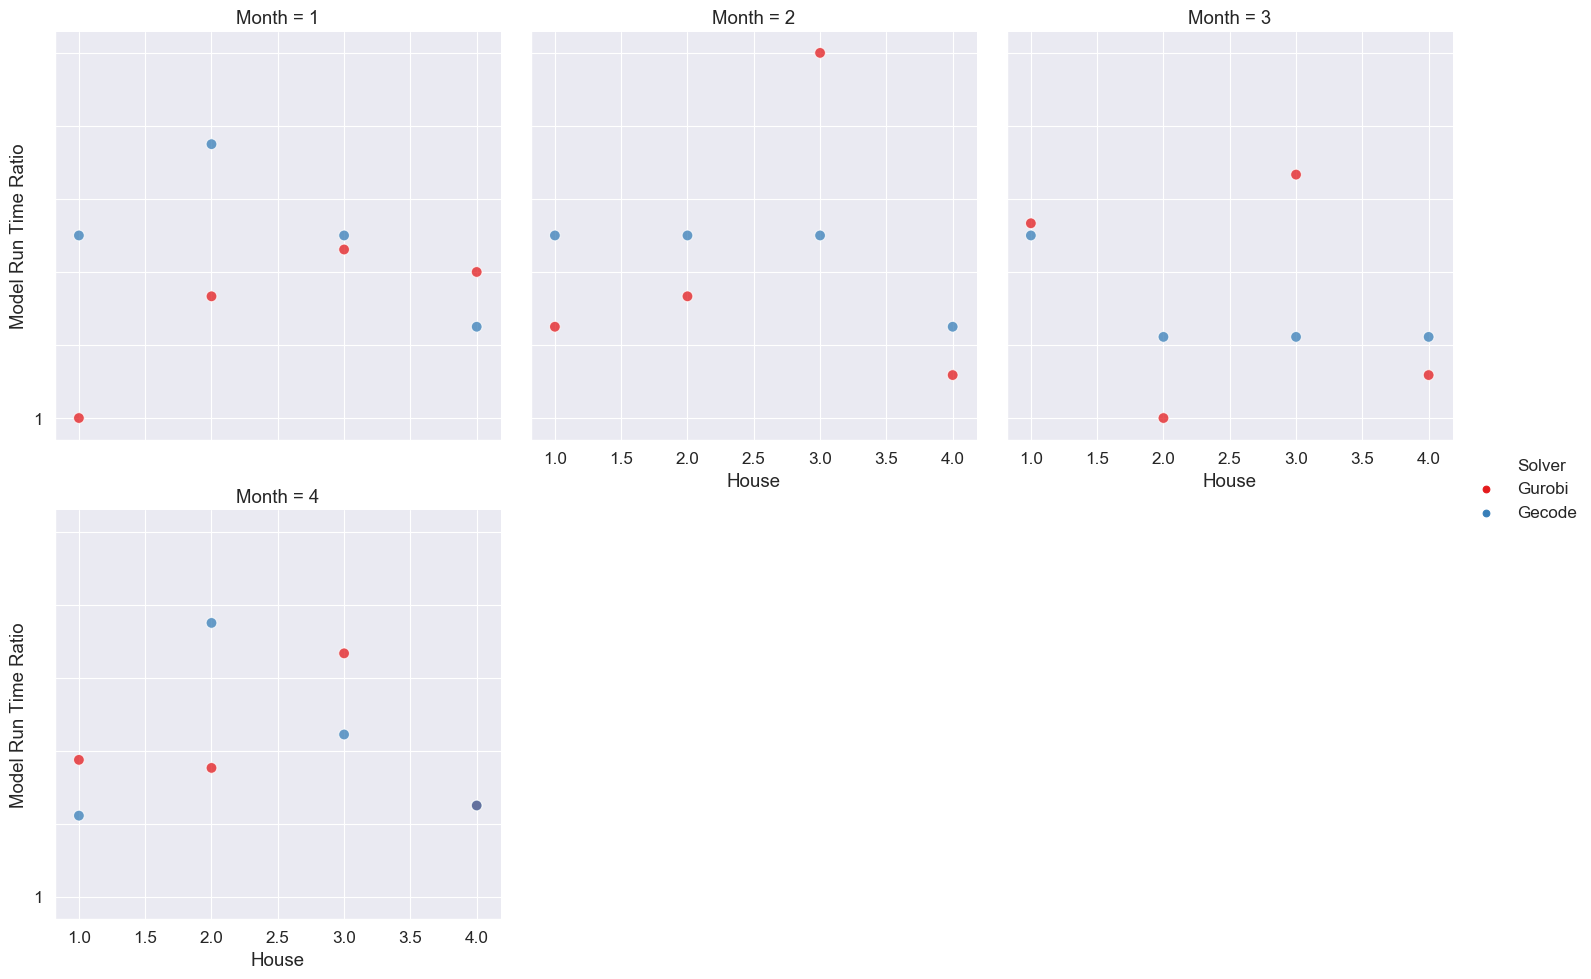 Month = 1
Month = 2
Month = 3
Model Run Time Ratio
1
1.0 1.5 2.0 2.5 3.0 3.5 4.0
House
1.0 1.5 2.0 2.5 3.0 3.5 4.0
House
Solver
Gurobi
Gecode
Month = 4
Model Run Time Ratio
1
1.0 1.5 2.0 2.5 3.0 3.5 4.0
House